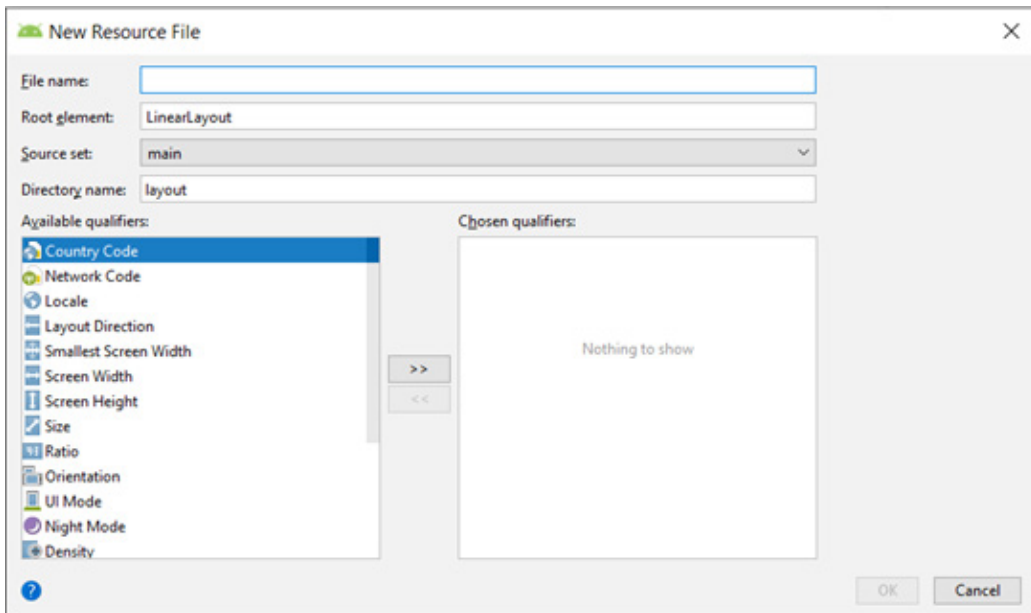 New Resource File
File name:
Root element: LinearLayout
Source set: main
Directory name: layout
Available qualifiers: Chosen qualifiers:
Country Code
Network Code
Locale
Layout Direction
Smallest Screen Width
Screen Width
Screen Height
Size
Ratio
Orientation
UI Mode
Night Mode
Density
Nothing to show
>>
<<
?
OK Cancel